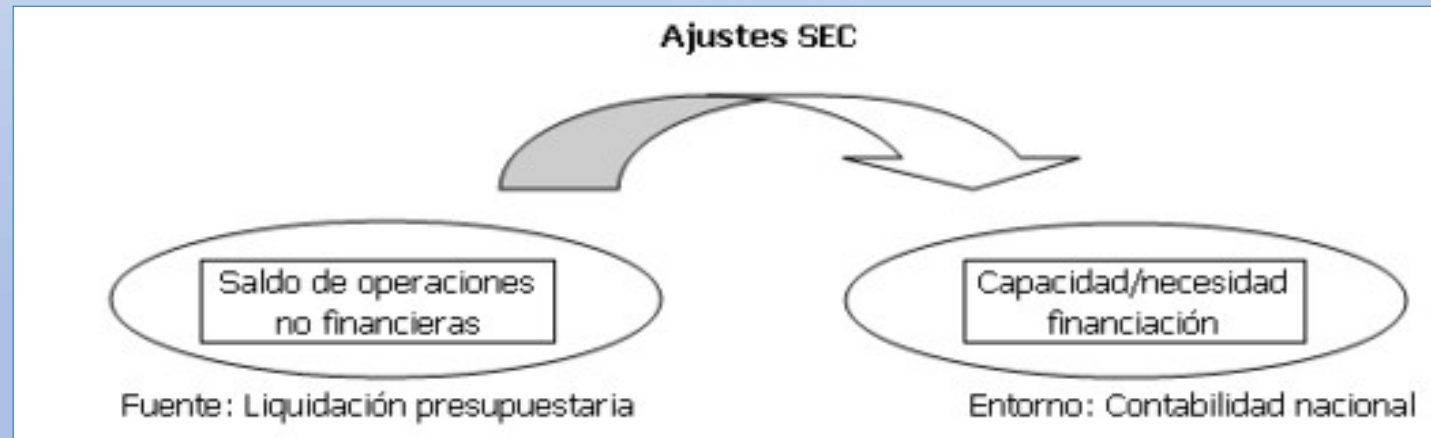 Ajustes SEC
Saldo de operaciones
no financieras
Capacidad/necesidad
financiación
Fuente: Liquidación presupuestaria
Entorno: Contabilidad nacional